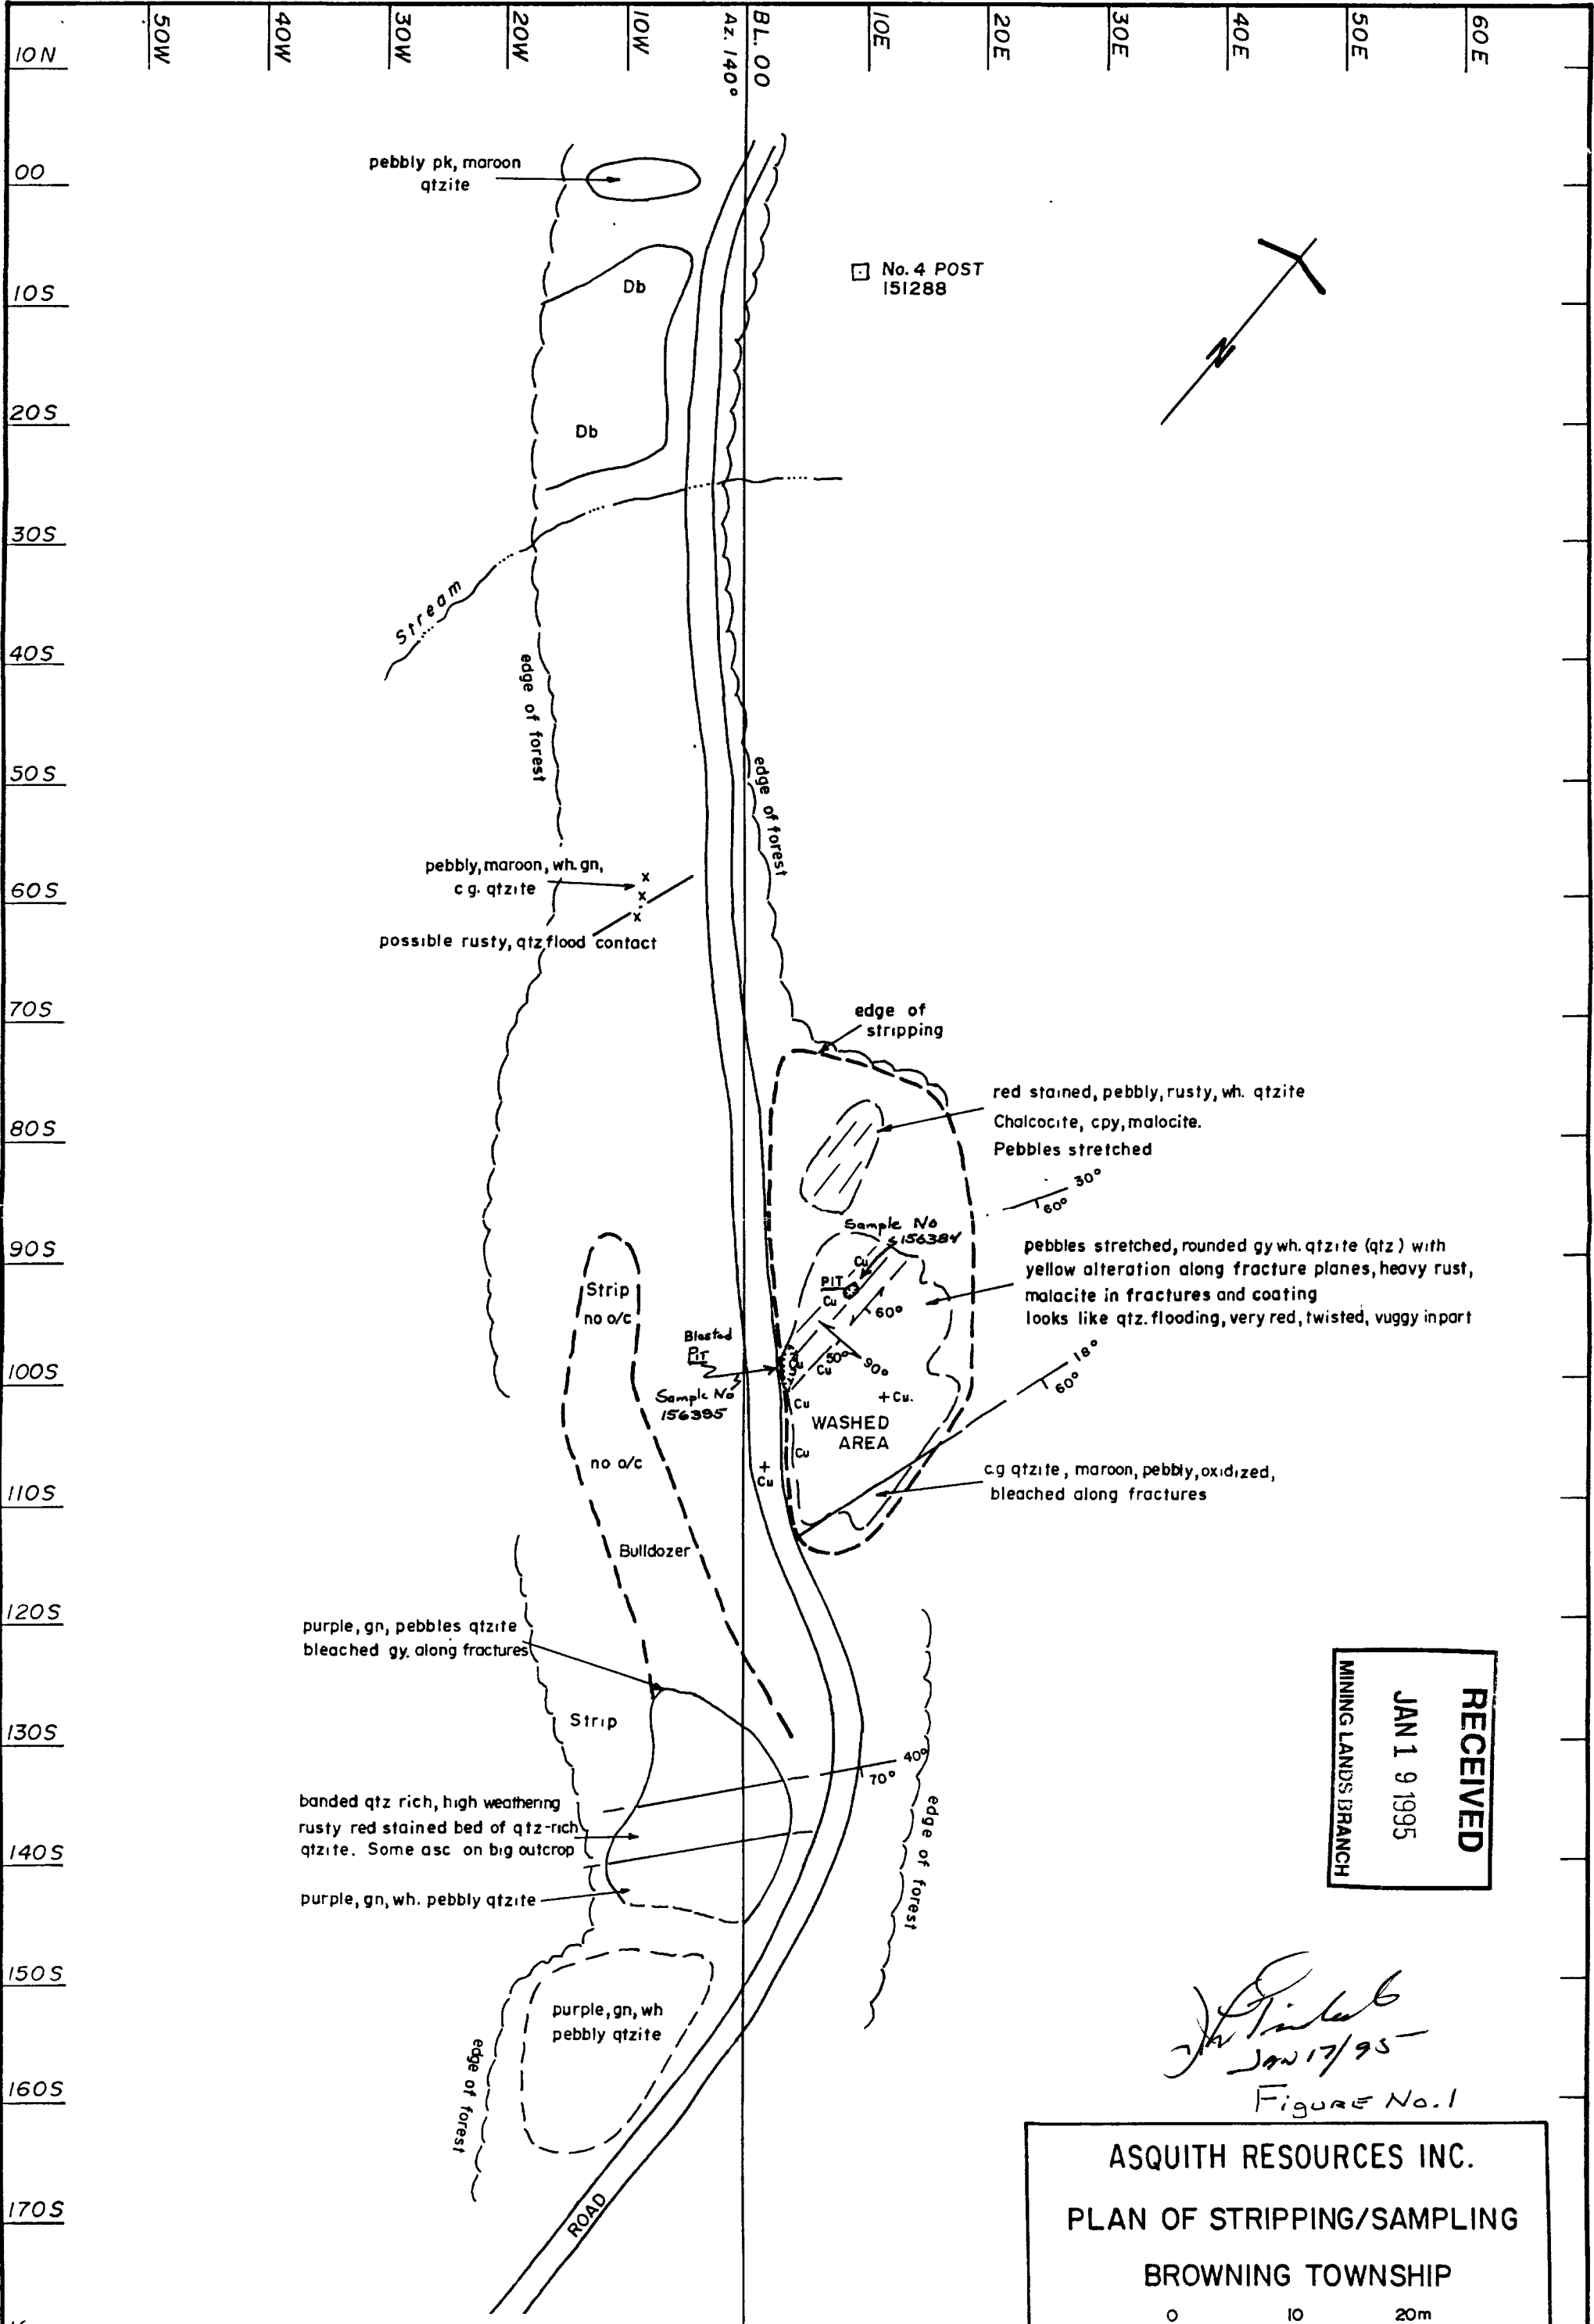 50W
40W
30W
20W
10W
BL. 00
Az. 140°
10E
20E
30E
40E
50E
60E
10N
00
10S
20S
30S
40S
50S
60S
70S
80S
90S
100S
110S
120S
130S
140S
150S
160S
170S
pebbly pk, maroon
qtzite
Db
Db
No. 4 POST
151288
N
Stream
edge of forest
edge of forest
pebbly, maroon, wh. gn,
c g. qtzite
x
x
x
possible rusty, qtz flood contact
edge of
stripping
red stained, pebbly, rusty, wh. qtzite
Chalcocite, cpy, malocite.
Pebbles stretched
30°
60°
Sample No
156384
Cu
PIT
Cu
60°
pebbles stretched, rounded gy wh. qtzite (qtz) with
yellow alteration along fracture planes, heavy rust,
malacite in fractures and coating
looks like qtz. flooding, very red, twisted, vuggy in part
Strip
no o/c
Blasted
PIT
Sample No
156395
Cu
50°
90°
Cu
18°
60°
Cu
+Cu.
WASHED
AREA
Cu
+
Cu
no o/c
c.g qtzite, maroon, pebbly, oxidized,
bleached along fractures
Bulldozer
purple, gn, pebbles qtzite
bleached gy. along fractures
Strip
40°
70°
banded qtz rich, high weathering
rusty red stained bed of qtz-rich
qtzite. Some asc on big outcrop
purple, gn, wh. pebbly qtzite
edge of forest
purple, gn, wh
pebbly qtzite
edge of forest
ROAD
RECEIVED
JAN 19 1995
MINING LANDS BRANCH
JAN 17/95
Figure No. 1
ASQUITH RESOURCES INC.
PLAN OF STRIPPING/SAMPLING
BROWNING TOWNSHIP
0 10 20m